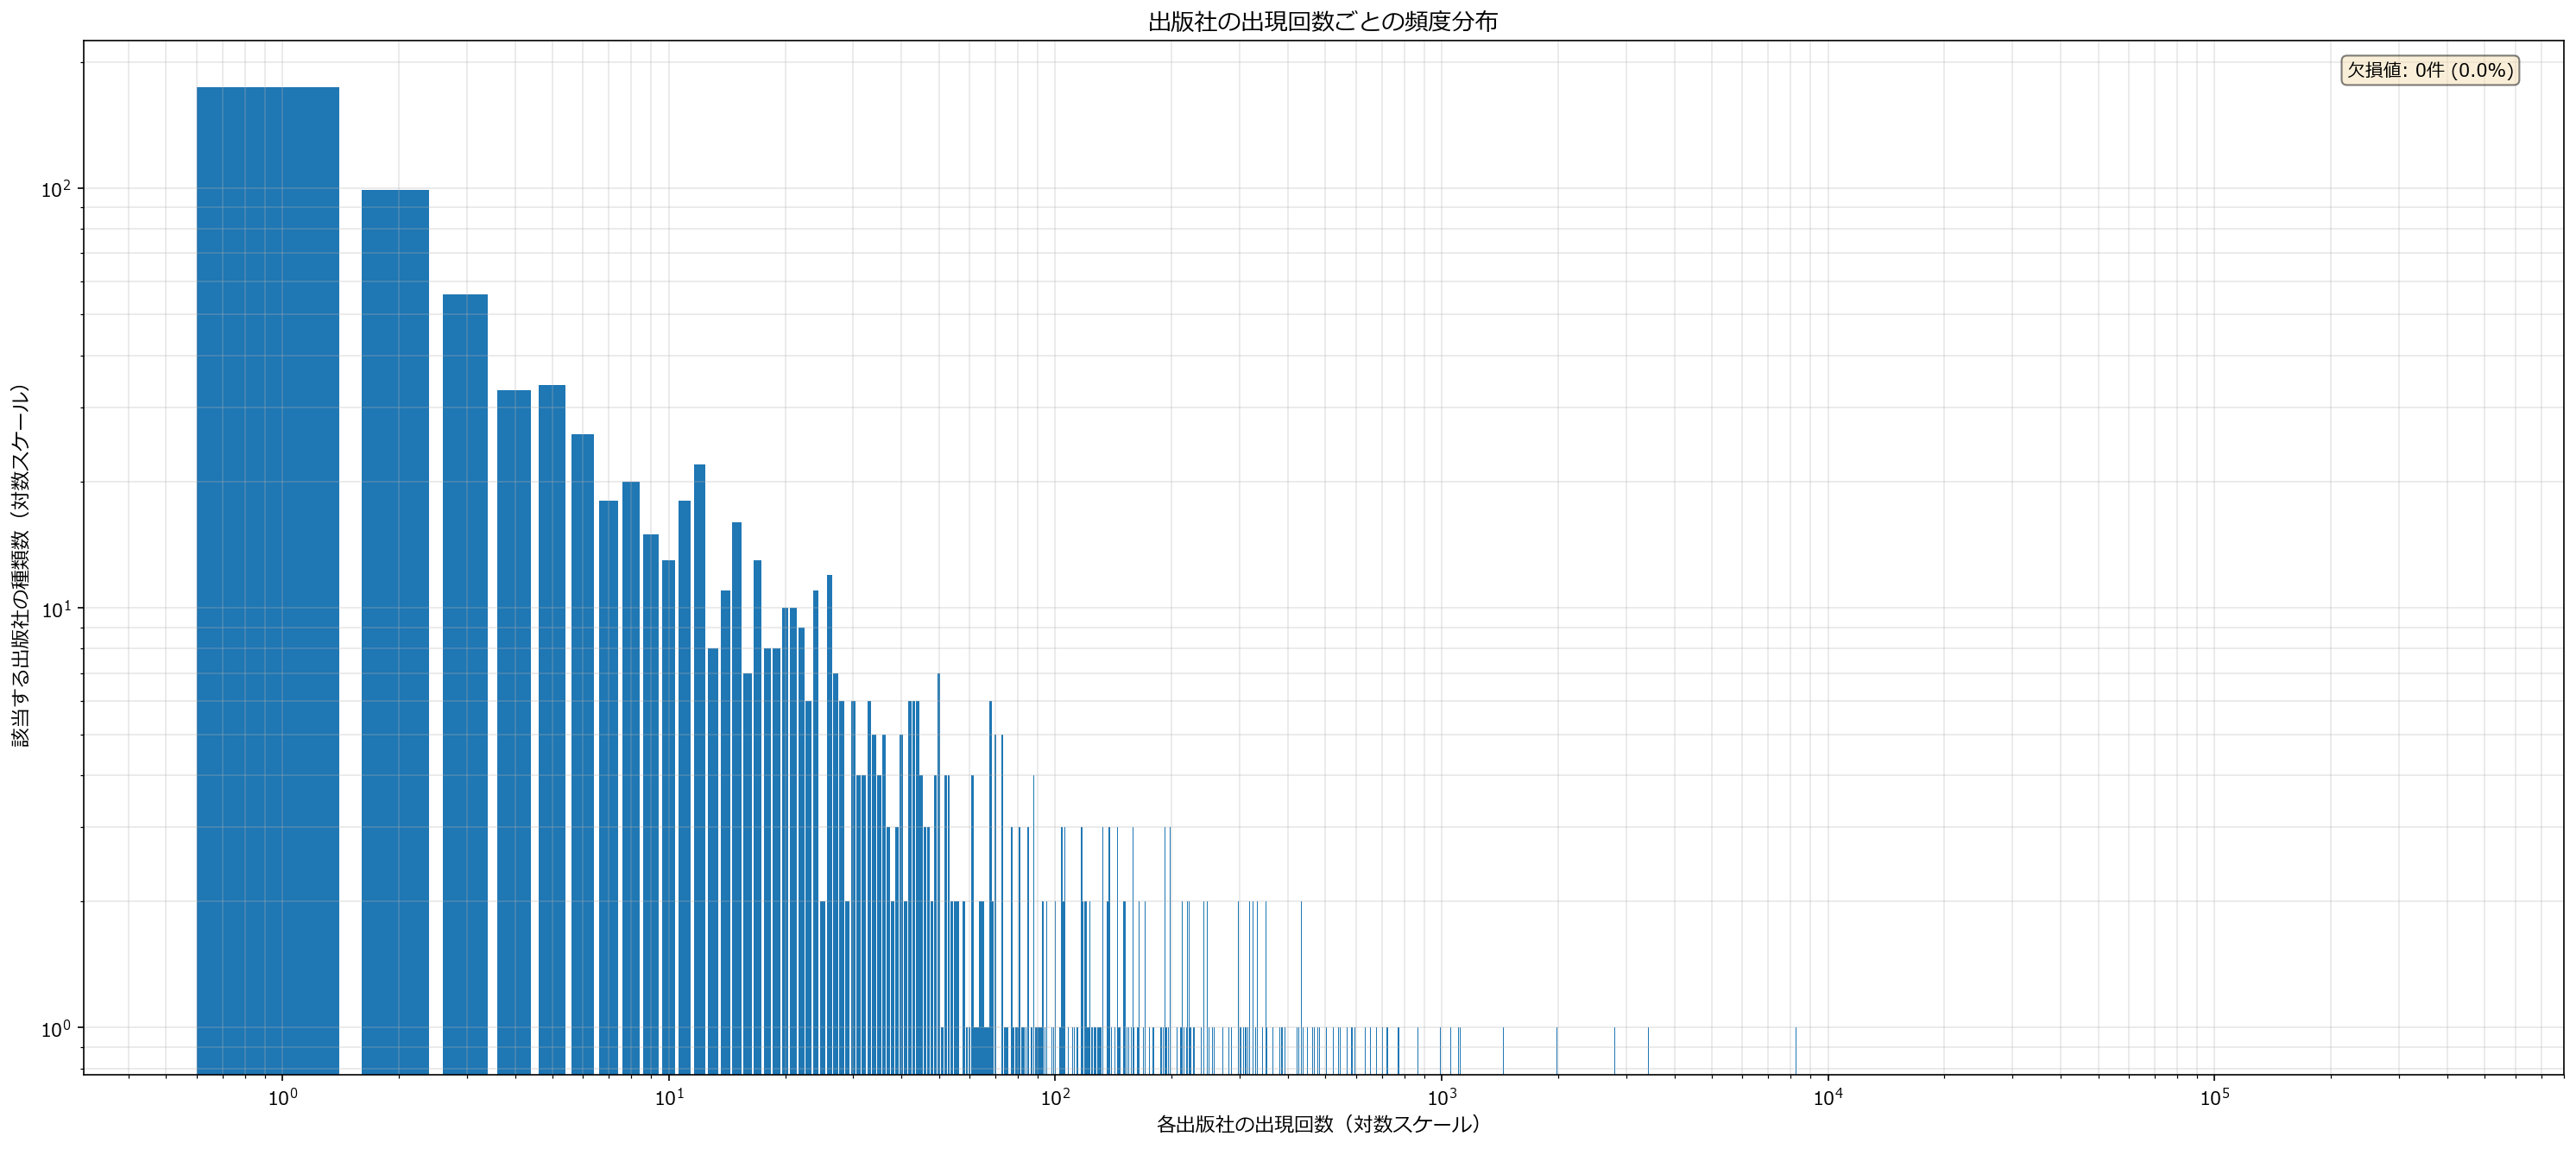 出版社の出現回数ごとの頻度分布
欠損値: 0件 (0.0%)
該当する出版社の種類数（対数スケール）
10²
10¹
10⁰
10⁰ 10¹ 10² 10³ 10⁴ 10⁵
各出版社の出現回数（対数スケール）